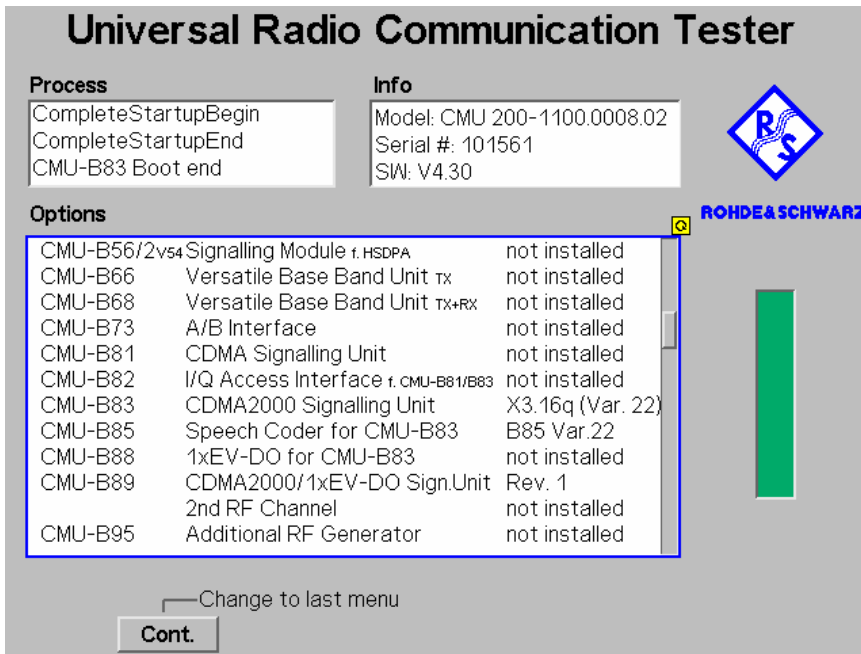 Universal Radio Communication Tester
Process
CompleteStartupBegin
CompleteStartupEnd
CMU-B83 Boot end
Info
Model: CMU 200-1100.0008.02
Serial #: 101561
SW: V4.30
R
S
ROHDE&SCHWARZ
Options
CMU-B56/2V54 Signalling Module f. HSDPA not installed
CMU-B66 Versatile Base Band Unit TX not installed
CMU-B68 Versatile Base Band Unit TX+RX not installed
CMU-B73 A/B Interface not installed
CMU-B81 CDMA Signalling Unit not installed
CMU-B82 I/Q Access Interface f. CMU-B81/B83 not installed
CMU-B83 CDMA2000 Signalling Unit X3.16q (Var. 22)
CMU-B85 Speech Coder for CMU-B83 B85 Var.22
CMU-B88 1xEV-DO for CMU-B83 not installed
CMU-B89 CDMA2000/1xEV-DO Sign.Unit Rev. 1
2nd RF Channel not installed
CMU-B95 Additional RF Generator not installed
Change to last menu
Cont.